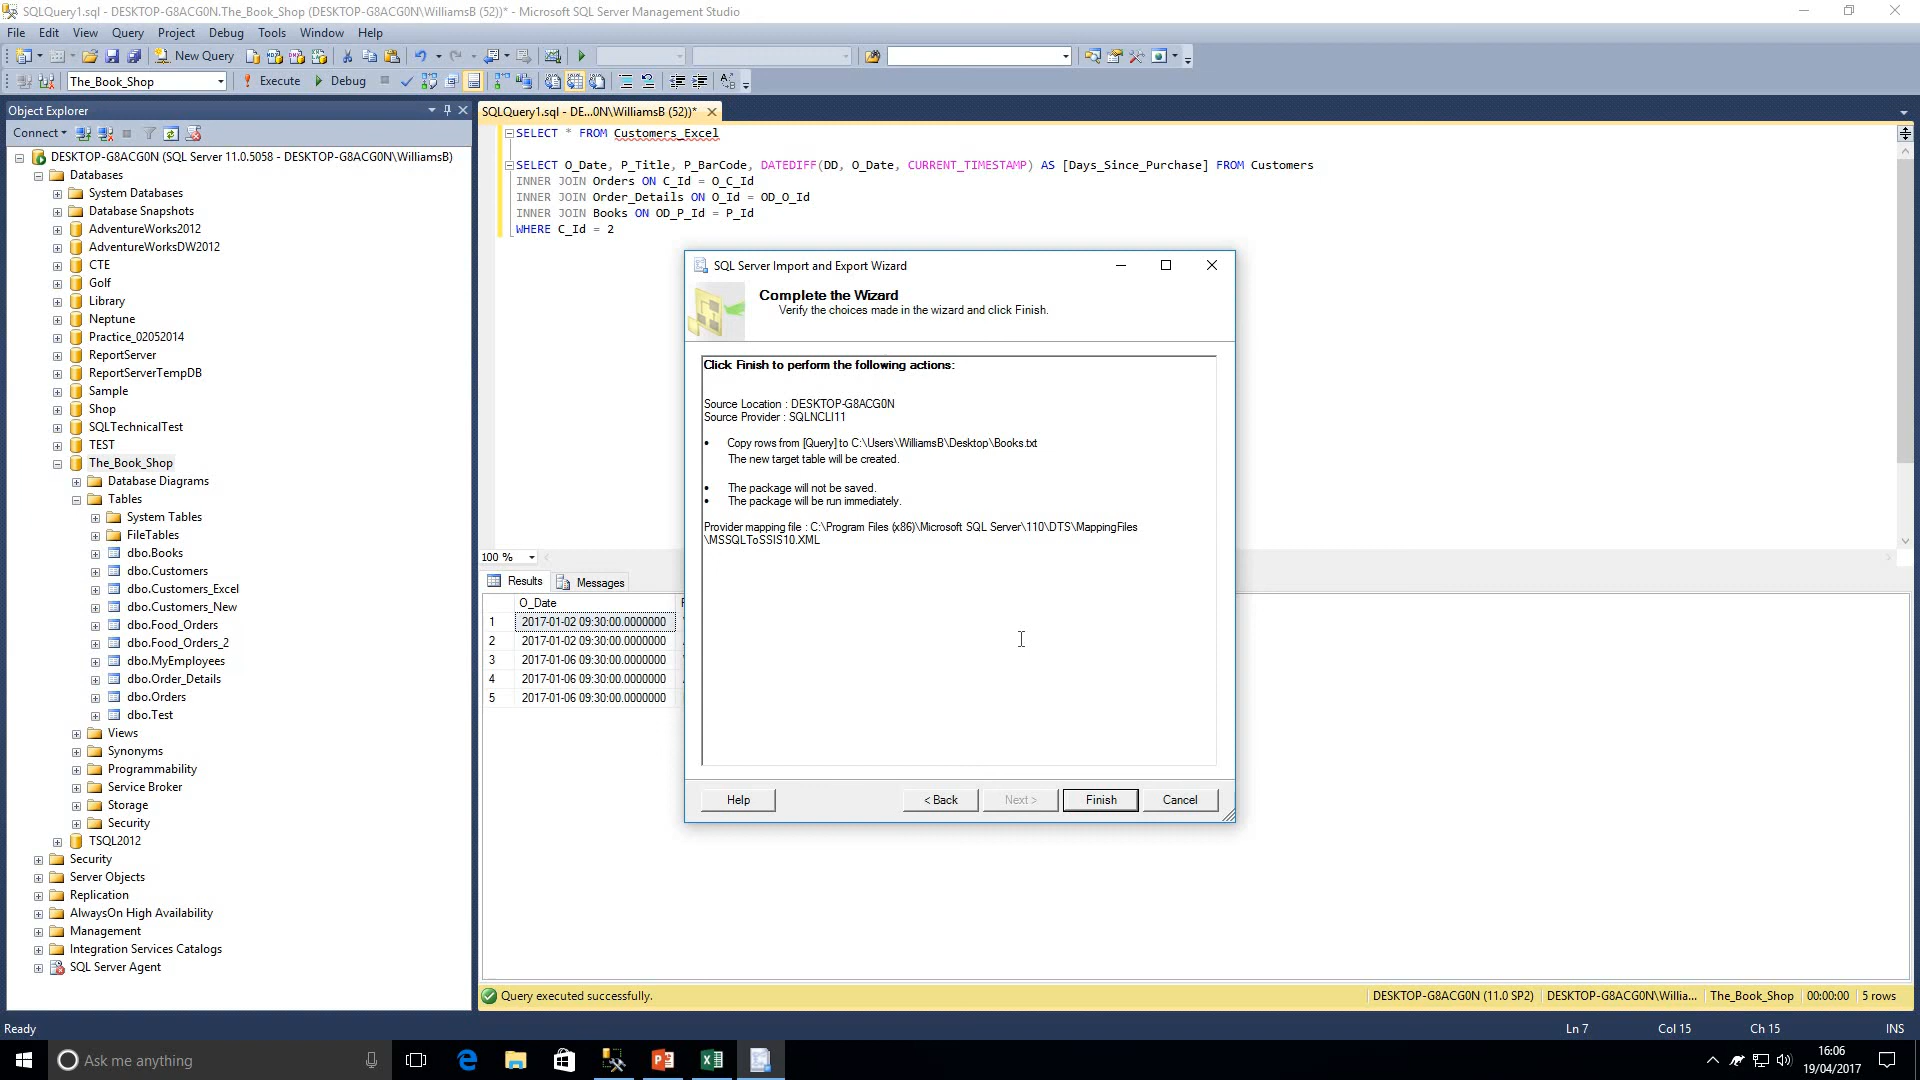 SQLQuery1.sql - DESKTOP-G8ACG0N.The_Book_Shop (DESKTOP-G8ACG0N\WilliamsB (52))* - Microsoft SQL Server Management Studio
File Edit View Query Project Debug Tools Window Help
New Query
The_Book_Shop Execute Debug
Object Explorer
Connect
DESKTOP-G8ACG0N (SQL Server 11.0.5058 - DESKTOP-G8ACG0N\WilliamsB)
Databases
System Databases
Database Snapshots
AdventureWorks2012
AdventureWorksDW2012
CTE
Golf
Library
Neptune
Practice_02052014
ReportServer
ReportServerTempDB
Sample
Shop
SQLTechnicalTest
TEST
The_Book_Shop
Database Diagrams
Tables
System Tables
FileTables
dbo.Books
dbo.Customers
dbo.Customers_Excel
dbo.Customers_New
dbo.Food_Orders
dbo.Food_Orders_2
dbo.MyEmployees
dbo.Order_Details
dbo.Orders
dbo.Test
Views
Synonyms
Programmability
Service Broker
Storage
Security
TSQL2012
Security
Server Objects
Replication
AlwaysOn High Availability
Management
Integration Services Catalogs
SQL Server Agent
SQLQuery1.sql - DE...0N\WilliamsB (52))*
SELECT * FROM Customers_Excel
SELECT O_Date, P_Title, P_BarCode, DATEDIFF(DD, O_Date, CURRENT_TIMESTAMP) AS [Days_Since_Purchase] FROM Customers
INNER JOIN Orders ON C_Id = O_C_Id
INNER JOIN Order_Details ON O_Id = OD_O_Id
INNER JOIN Books ON OD_P_Id = P_Id
WHERE C_Id = 2
SQL Server Import and Export Wizard
Complete the Wizard
Verify the choices made in the wizard and click Finish.
Click Finish to perform the following actions:
Source Location : DESKTOP-G8ACG0N
Source Provider : SQLNCLI11
• Copy rows from [Query] to C:\Users\WilliamsB\Desktop\Books.txt
The new target table will be created.
• The package will not be saved.
• The package will be run immediately.
Provider mapping file : C:\Program Files (x86)\Microsoft SQL Server\110\DTS\MappingFiles
\MSSQLToSSIS10.XML
Help < Back Next > Finish Cancel
100 %
Results Messages
O_Date
1 2017-01-02 09:30:00.0000000
2 2017-01-02 09:30:00.0000000
3 2017-01-06 09:30:00.0000000
4 2017-01-06 09:30:00.0000000
5 2017-01-06 09:30:00.0000000
Query executed successfully. DESKTOP-G8ACG0N (11.0 SP2) DESKTOP-G8ACG0N\Willia... The_Book_Shop 00:00:00 5 rows
Ready Ln 7 Col 15 Ch 15 INS
Ask me anything
16:06
19/04/2017